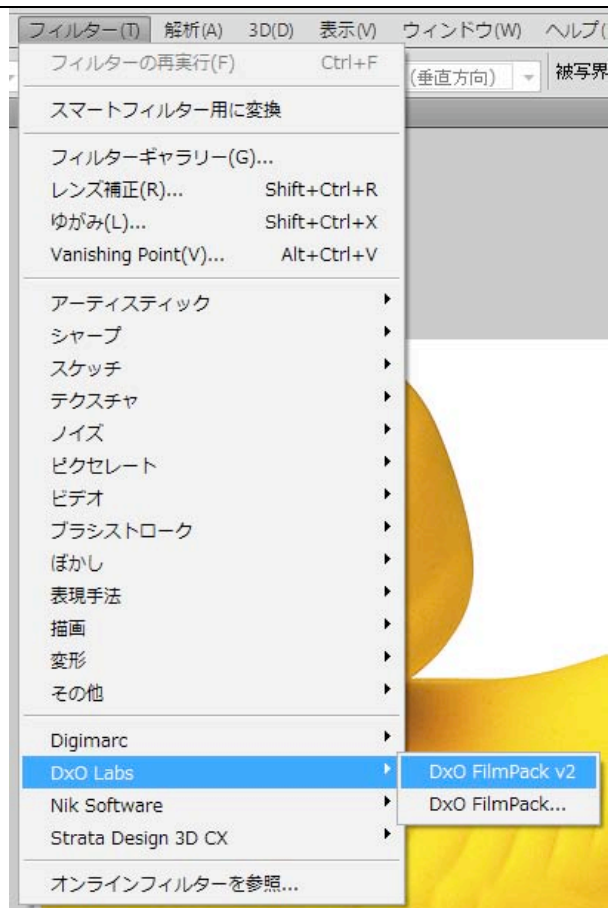 フィルター(T) 解析(A) 3D(D) 表示(V) ウィンドウ(W) ヘルプ(
フィルターの再実行(F) Ctrl+F
(垂直方向) 被写界
スマートフィルター用に変換
フィルターギャラリー(G)...
レンズ補正(R)... Shift+Ctrl+R
ゆがみ(L)... Shift+Ctrl+X
Vanishing Point(V)... Alt+Ctrl+V
アーティスティック
シャープ
スケッチ
テクスチャ
ノイズ
ピクセレート
ビデオ
ブラシストローク
ぼかし
表現手法
描画
変形
その他
Digimarc
DxO Labs
DxO FilmPack v2
Nik Software
DxO FilmPack...
Strata Design 3D CX
オンラインフィルターを参照...